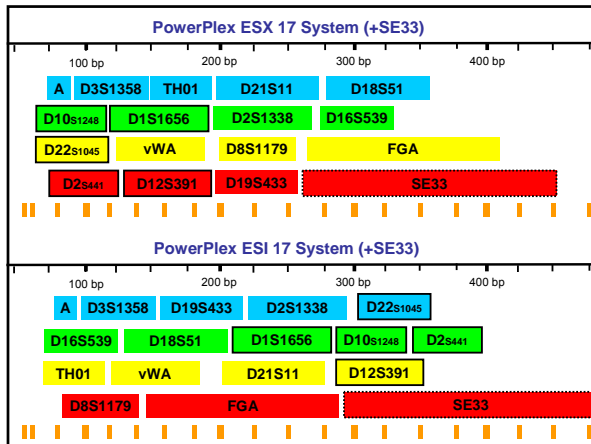 PowerPlex ESX 17 System (+SE33)
100 bp 200 bp 300 bp 400 bp
A D3S1358 TH01 D21S11 D18S51
D10S1248 D1S1656 D2S1338 D16S539
D22S1045 vWA D8S1179 FGA
D2S441 D12S391 D19S433 SE33
PowerPlex ESI 17 System (+SE33)
100 bp 200 bp 300 bp 400 bp
A D3S1358 D19S433 D2S1338 D22S1045
D16S539 D18S51 D1S1656 D10S1248 D2S441
TH01 vWA D21S11 D12S391
D8S1179 FGA SE33